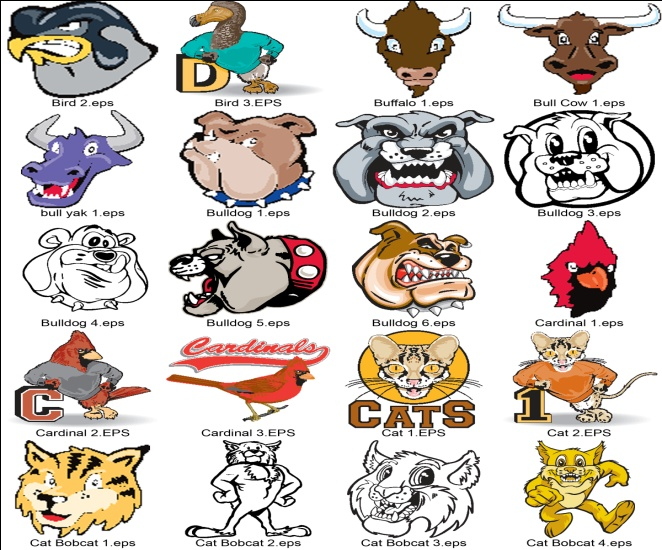 Bird 2.eps
D
Bird 3.EPS
Buffalo 1.eps
Bull Cow 1.eps
bull yak 1.eps
Bulldog 1.eps
Bulldog 2.eps
Bulldog 3.eps
Bulldog 4.eps
Bulldog 5.eps
Bulldog 6.eps
Cardinal 1.eps
C
Cardinal 2.EPS
Cardinals
Cardinal 3.EPS
CATS
Cat 1.EPS
1
Cat 2.EPS
Cat Bobcat 1.eps
Cat Bobcat 2.eps
Cat Bobcat 3.eps
Cat Bobcat 4.eps